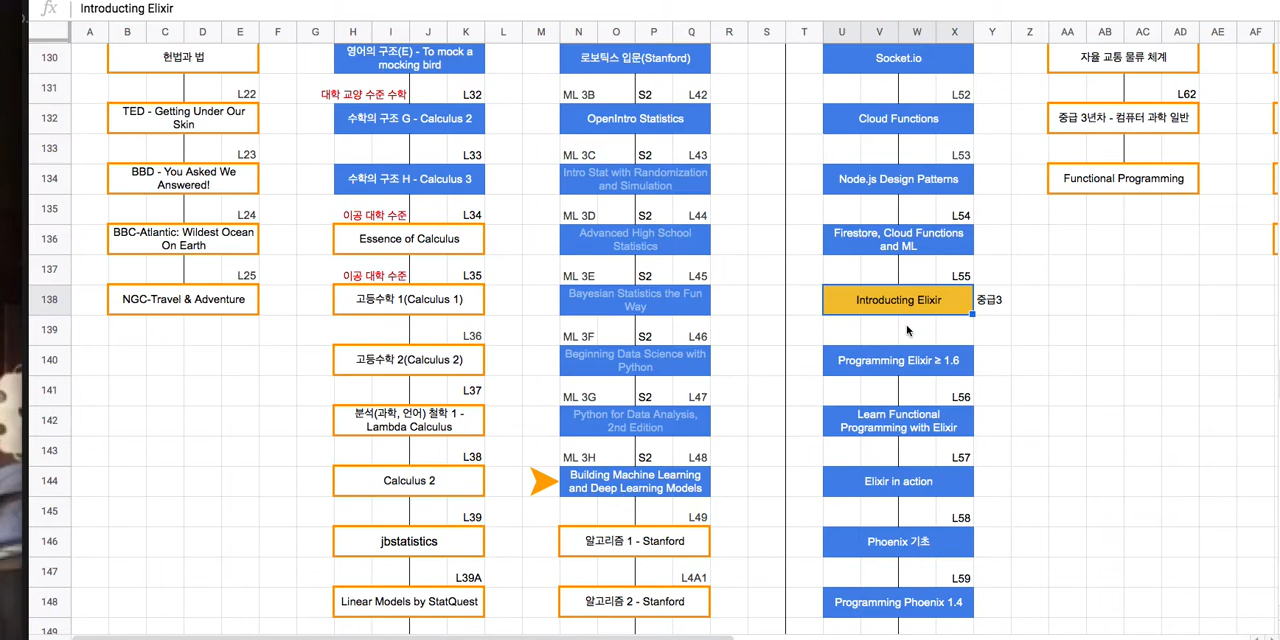 fx Introducting Elixir
A B C D E F G H I J K L M N O P Q R S T U V W X Y Z AA AB AC AD AE AF
130 헌법과 법 영어의 구조(E) - To mock a 로보틱스 입문(Stanford) Socket.io 자율 교통 물류 체계
mocking bird
131 대학 교양 수준 수학 L32 ML 3B S2 L42
L22 L52 L62
132 TED - Getting Under Our 수학의 구조 G - Calculus 2 OpenIntro Statistics Cloud Functions 중급 3년차 - 컴퓨터 과학 일반
Skin
133 L23 L33 ML 3C S2 L43 L53
134 BBD - You Asked We 수학의 구조 H - Calculus 3 Intro Stat with Randomization Node.js Design Patterns Functional Programming
Answered! and Simulation
135 L24 이공 대학 수준 L34 ML 3D S2 L44 L54
136 BBC-Atlantic: Wildest Ocean Essence of Calculus Advanced High School Firestore, Cloud Functions
On Earth Statistics and ML
137 L25 이공 대학 수준 L35 ML 3E S2 L45 L55
138 NGC-Travel & Adventure 고등수학 1(Calculus 1) Bayesian Statistics the Fun Introducting Elixir 중급3
Way
139 L36 ML 3F S2 L46
140 고등수학 2(Calculus 2) Beginning Data Science with Programming Elixir ≥ 1.6
Python
141 L37 ML 3G S2 L47 L56
142 분석(과학, 언어) 철학 1 - Python for Data Analysis, Learn Functional
Lambda Calculus 2nd Edition Programming with Elixir
143 L38 ML 3H S2 L48 L57
144 Calculus 2 Building Machine Learning Elixir in action
and Deep Learning Models
145 L39 L49 L58
146 jbstatistics 알고리즘 1 - Stanford Phoenix 기초
147 L39A L4A1 L59
148 Linear Models by StatQuest 알고리즘 2 - Stanford Programming Phoenix 1.4
149